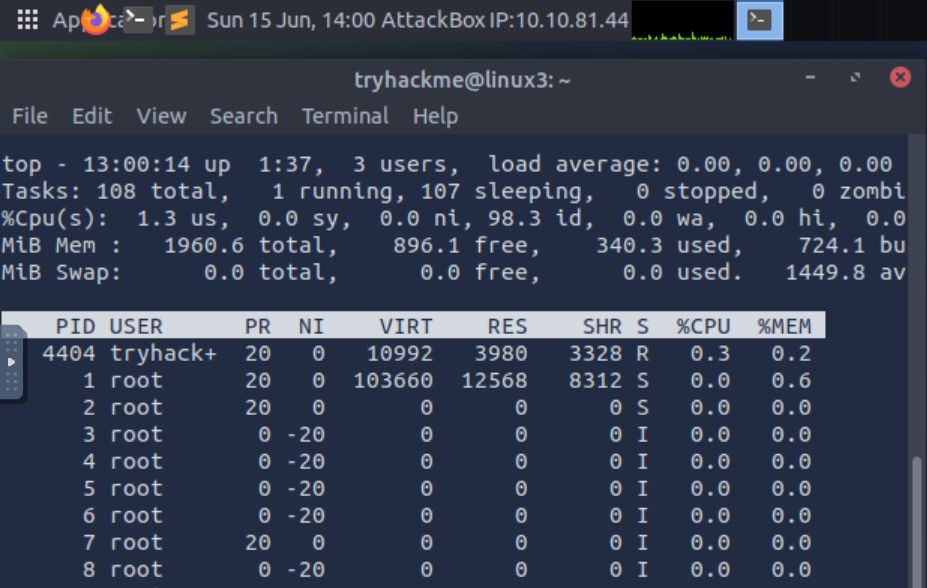 Sun 15 Jun, 14:00 AttackBox IP:10.10.81.44
tryhackme@linux3: ~
File Edit View Search Terminal Help
top - 13:00:14 up  1:37,  3 users,  load average: 0.00, 0.00, 0.00
Tasks: 108 total,   1 running, 107 sleeping,   0 stopped,   0 zombi
%Cpu(s):  1.3 us,  0.0 sy,  0.0 ni, 98.3 id,  0.0 wa,  0.0 hi,  0.0
MiB Mem :   1960.6 total,    896.1 free,    340.3 used,    724.1 bu
MiB Swap:      0.0 total,      0.0 free,      0.0 used.   1449.8 av
PID USER      PR  NI    VIRT    RES    SHR S  %CPU  %MEM
4404 tryhack+  20   0   10992   3980   3328 R   0.3   0.2
1 root      20   0  103660  12568   8312 S   0.0   0.6
2 root      20   0       0      0      0 S   0.0   0.0
3 root       0 -20       0      0      0 I   0.0   0.0
4 root       0 -20       0      0      0 I   0.0   0.0
5 root       0 -20       0      0      0 I   0.0   0.0
6 root       0 -20       0      0      0 I   0.0   0.0
7 root      20   0       0      0      0 I   0.0   0.0
8 root       0 -20       0      0      0 I   0.0   0.0